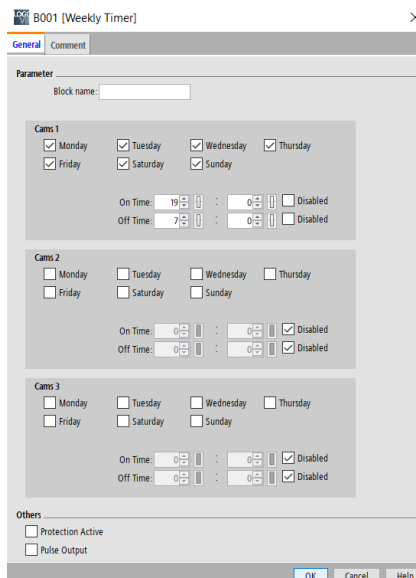 LOGO! B001 [Weekly Timer]
General Comment
Parameter
Block name:
Cams 1
Monday Tuesday Wednesday Thursday
Friday Saturday Sunday
On Time: 19 : 0 Disabled
Off Time: 7 : 0 Disabled
Cams 2
Monday Tuesday Wednesday Thursday
Friday Saturday Sunday
On Time: 0 : 0 Disabled
Off Time: 0 : 0 Disabled
Cams 3
Monday Tuesday Wednesday Thursday
Friday Saturday Sunday
On Time: 0 : 0 Disabled
Off Time: 0 : 0 Disabled
Others
Protection Active
Pulse Output
OK Cancel Help